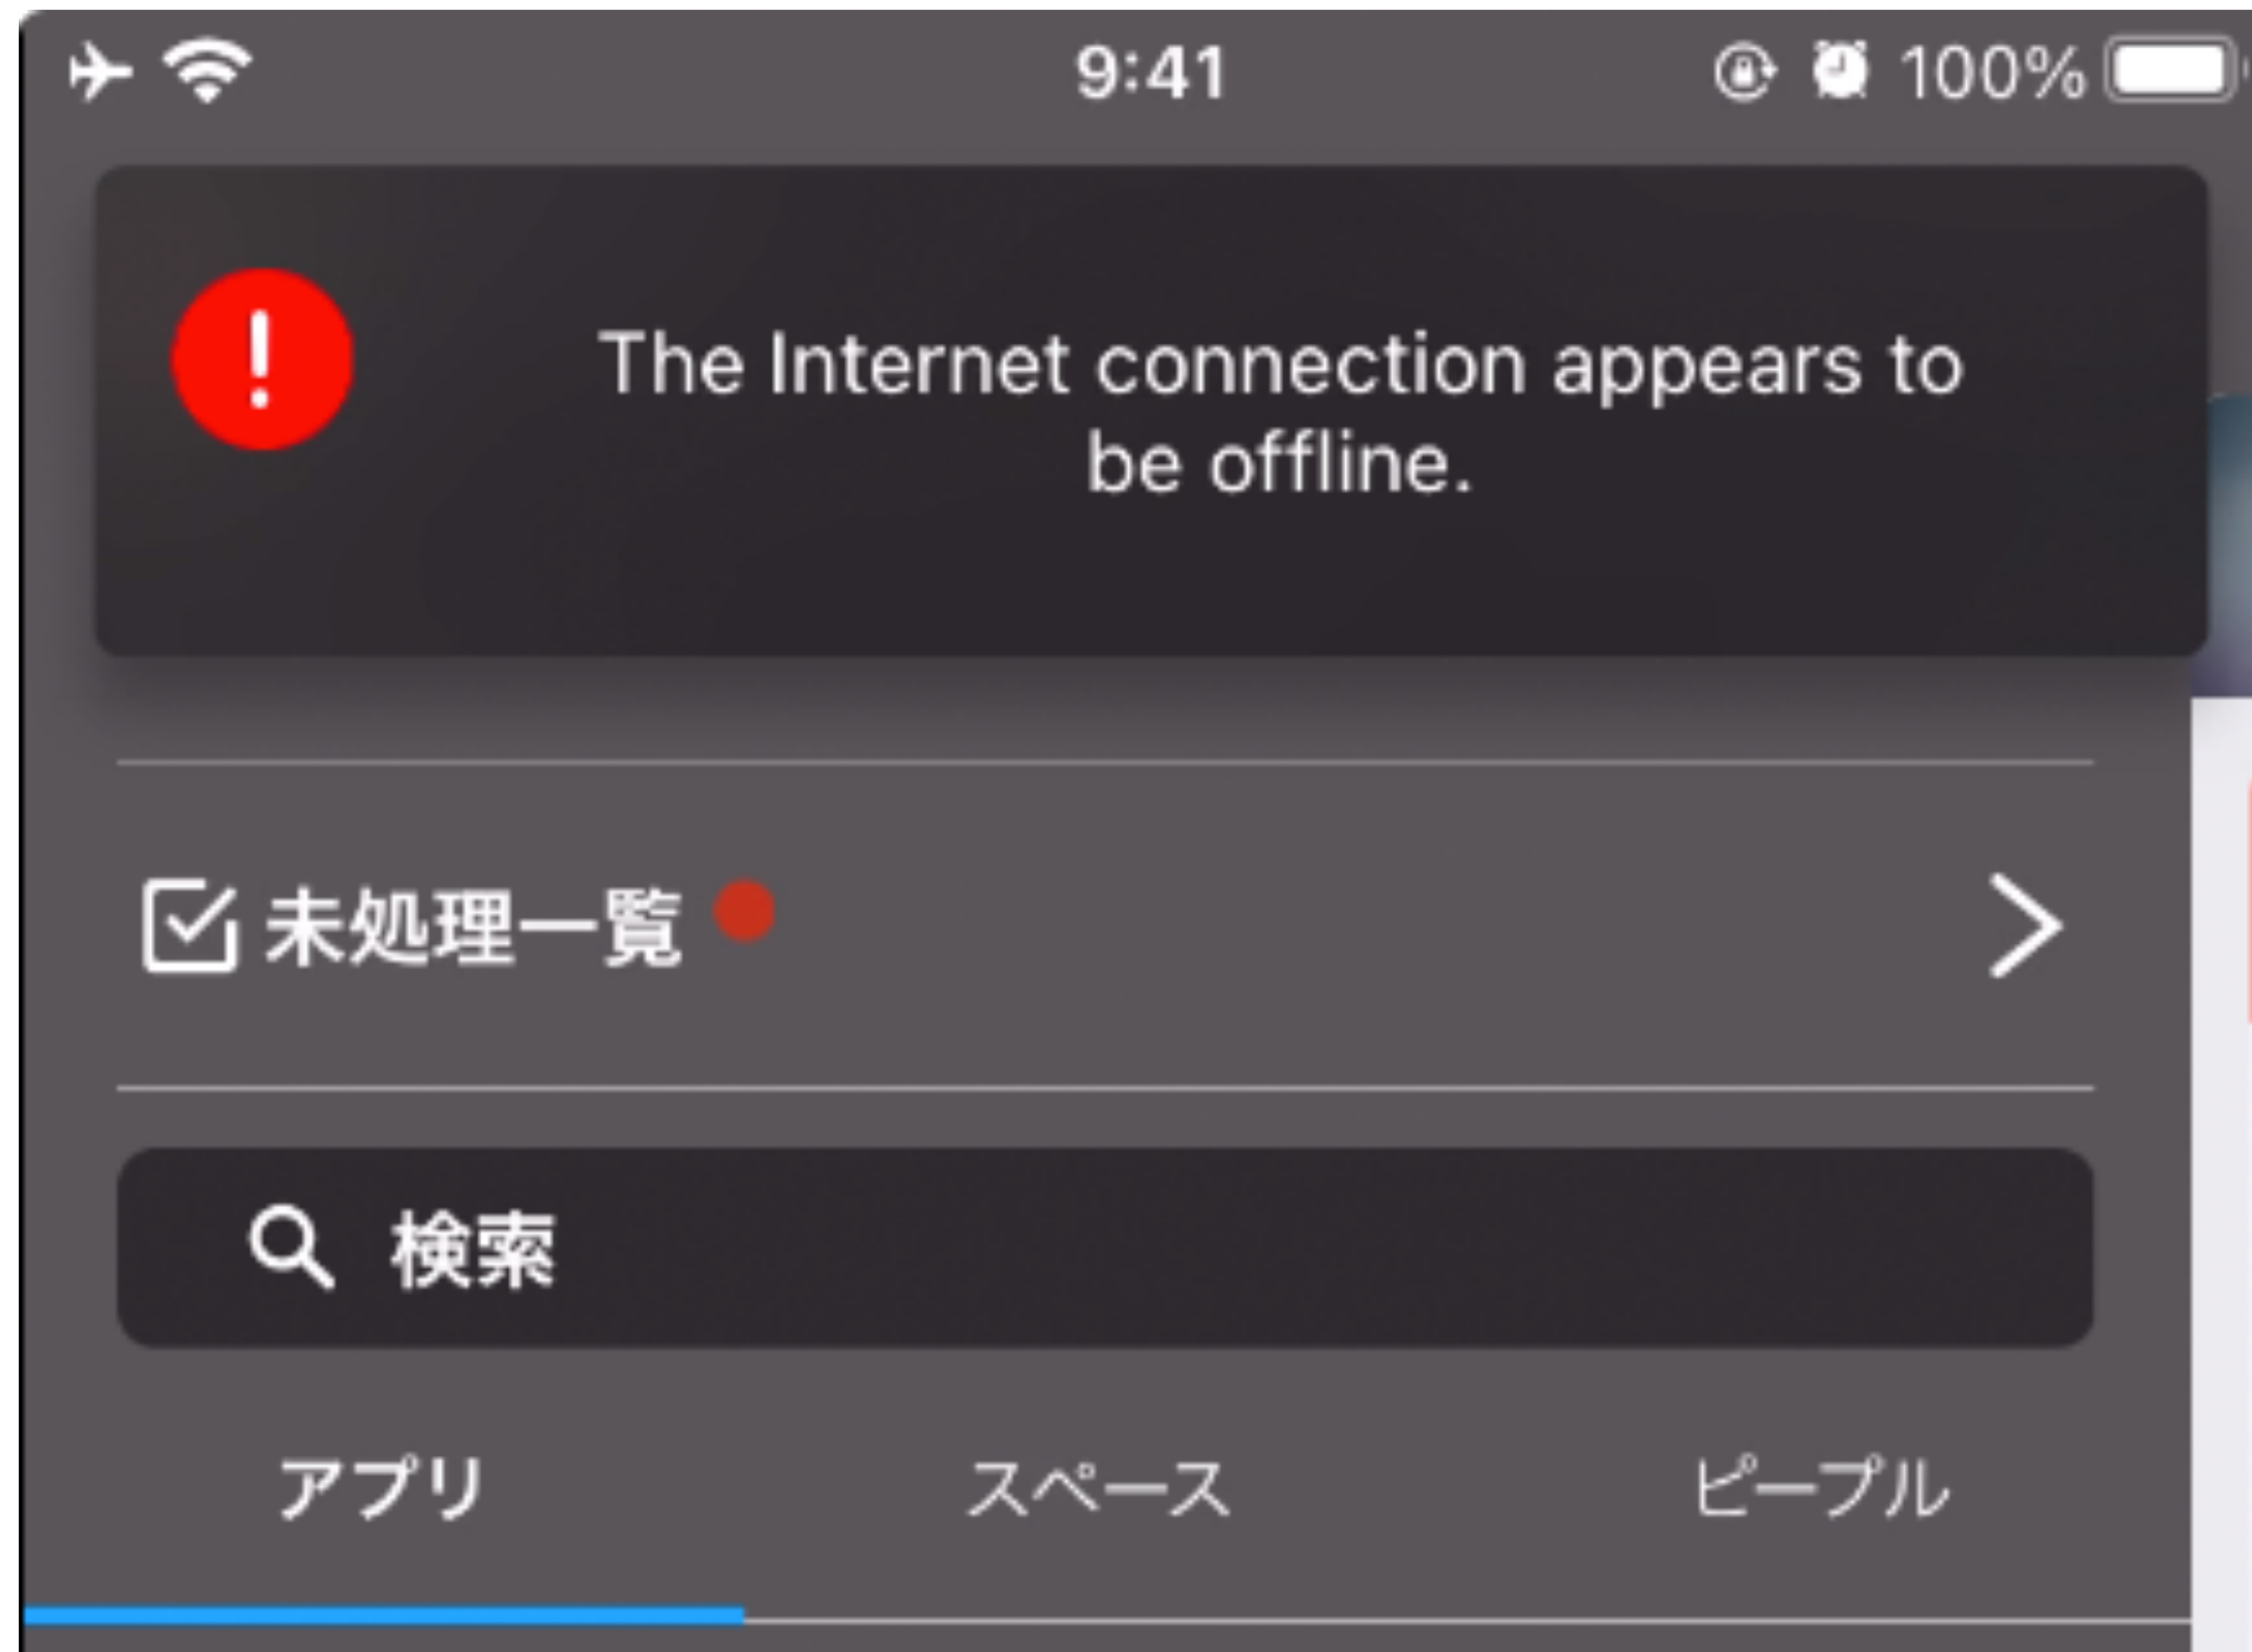 9:41
100%
The Internet connection appears to
be offline.
未処理一覧
検索
アプリ
スペース
ピープル